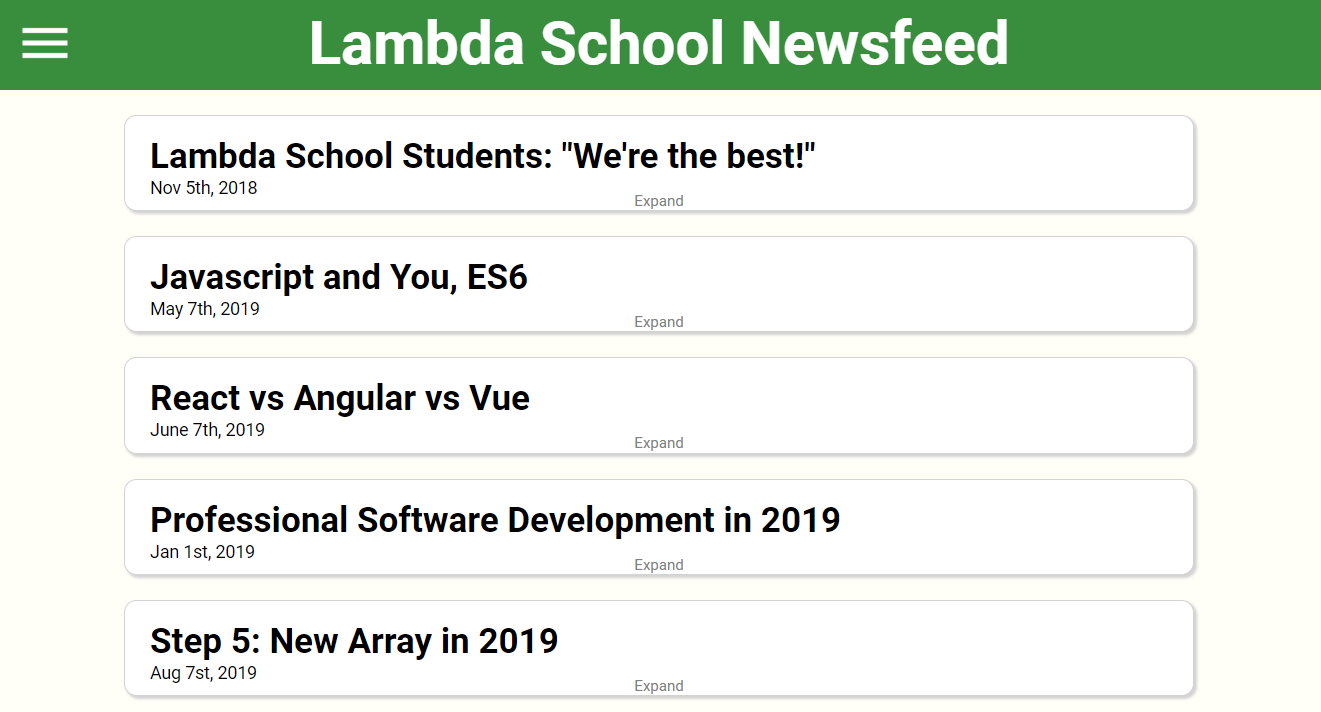 Lambda School Newsfeed
Lambda School Students: "We're the best!"
Nov 5th, 2018
Expand
Javascript and You, ES6
May 7th, 2019
Expand
React vs Angular vs Vue
June 7th, 2019
Expand
Professional Software Development in 2019
Jan 1st, 2019
Expand
Step 5: New Array in 2019
Aug 7st, 2019
Expand